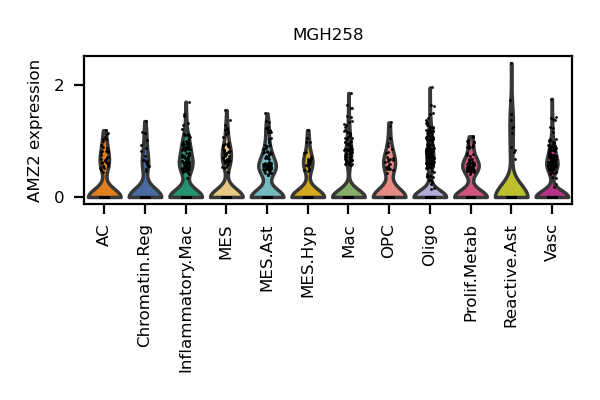 MGH258
AMZ2 expression
2
0
AC
Chromatin.Reg
Inflammatory.Mac
MES
MES.Ast
MES.Hyp
Mac
OPC
Oligo
Prolif.Metab
Reactive.Ast
Vasc